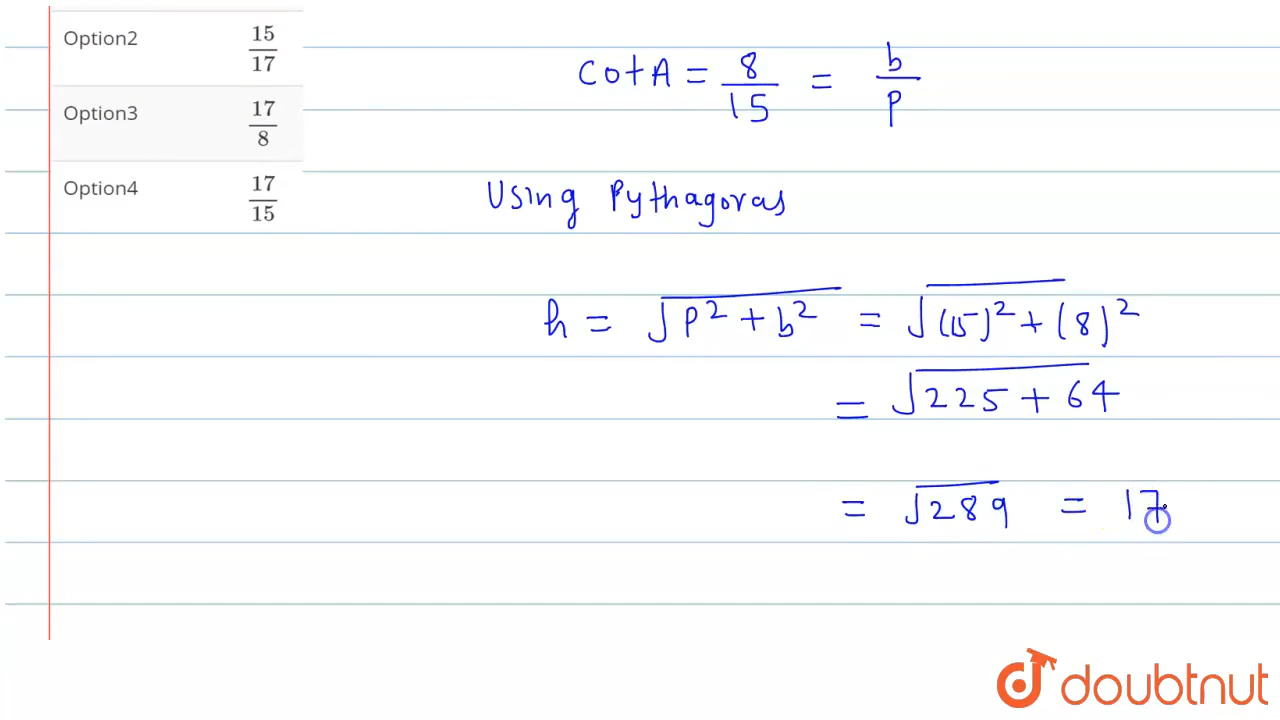 Option2 15/17
Option3 17/8
Option4 17/15
cotA = 8/15 = b/p
Using Pythagoras
h = √(p² + b²) = √((15)² + (8)²)
= √(225 + 64)
= √289 = 17
doubtnut